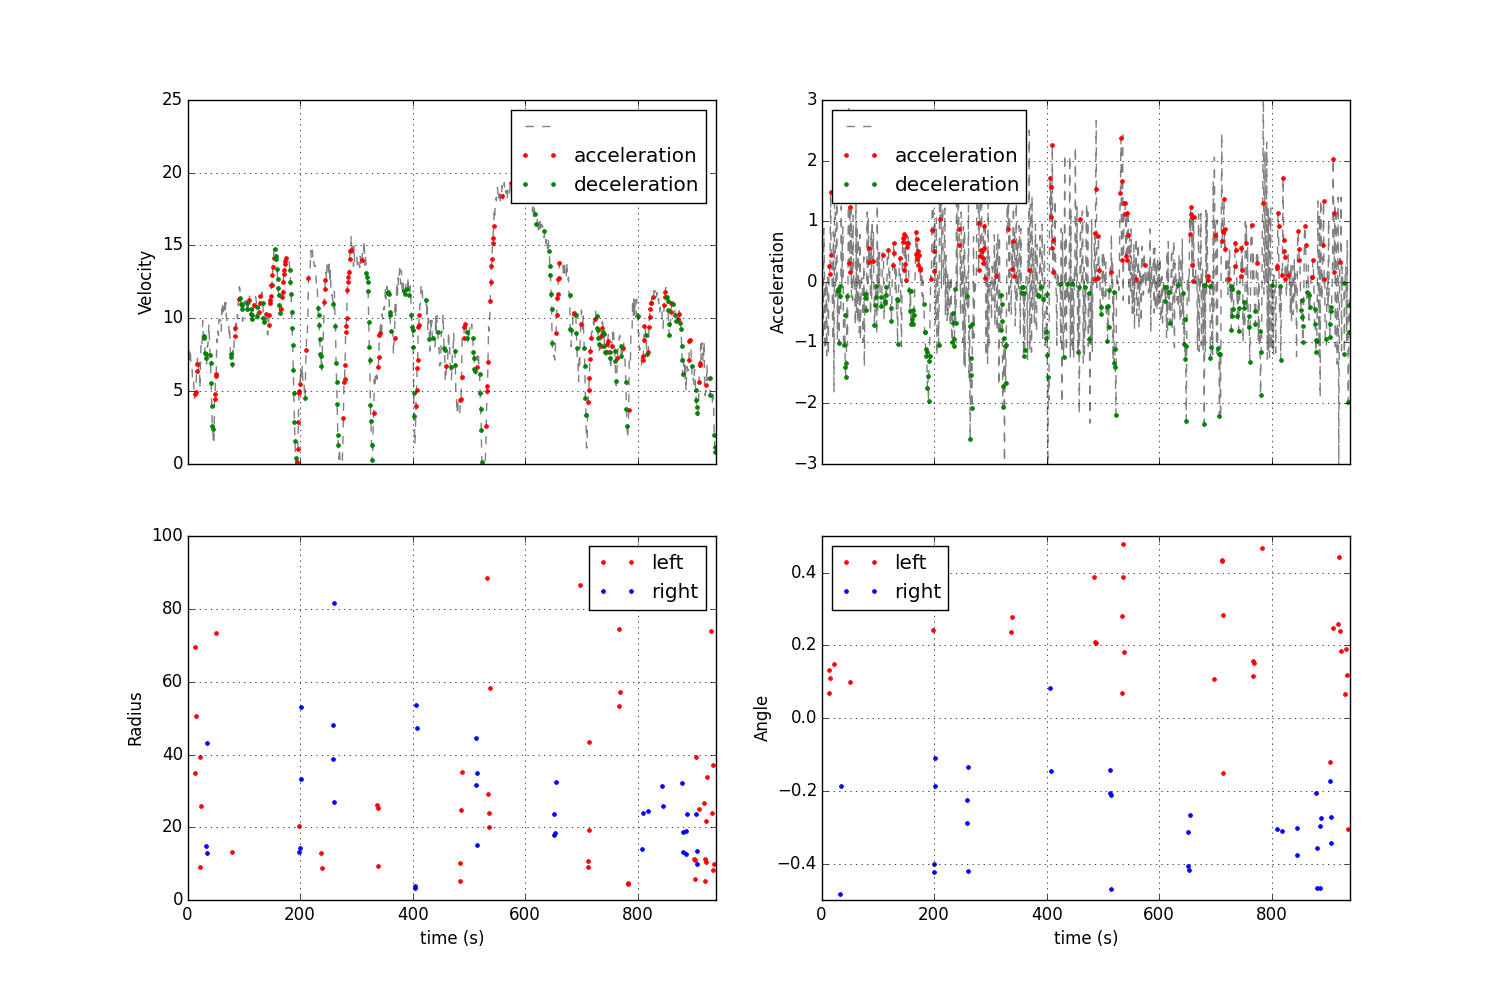 25
20
15
10
5
0
Velocity
acceleration
deceleration
3
2
1
0
−1
−2
−3
Acceleration
acceleration
deceleration
100
80
60
40
20
0
Radius
left
right
0 200 400 600 800
time (s)
0.4
0.2
0.0
−0.2
−0.4
Angle
left
right
0 200 400 600 800
time (s)